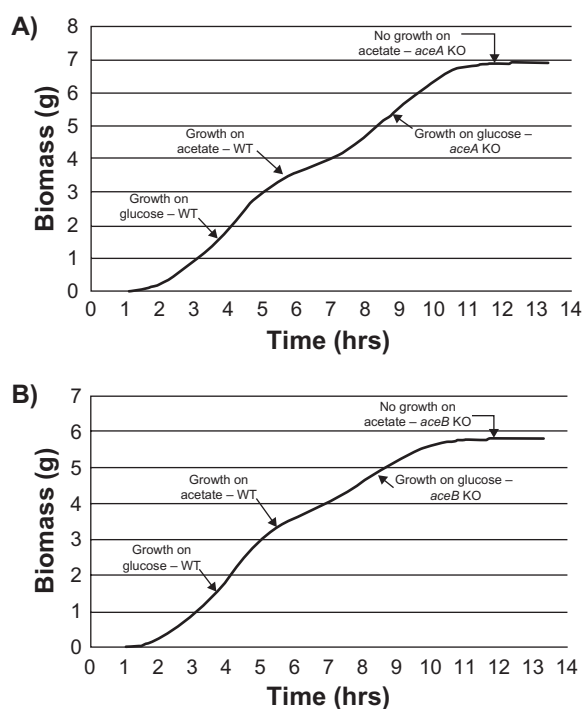 A)
8
7
6
5
4
3
2
1
0
Biomass (g)
No growth on
acetate – aceA KO
Growth on
acetate – WT
Growth on glucose –
aceA KO
Growth on
glucose – WT
0 1 2 3 4 5 6 7 8 9 10 11 12 13 14
Time (hrs)
B)
7
6
5
4
3
2
1
0
Biomass (g)
No growth on
acetate – aceB KO
Growth on
acetate – WT
Growth on glucose –
aceB KO
Growth on
glucose – WT
0 1 2 3 4 5 6 7 8 9 10 11 12 13 14
Time (hrs)